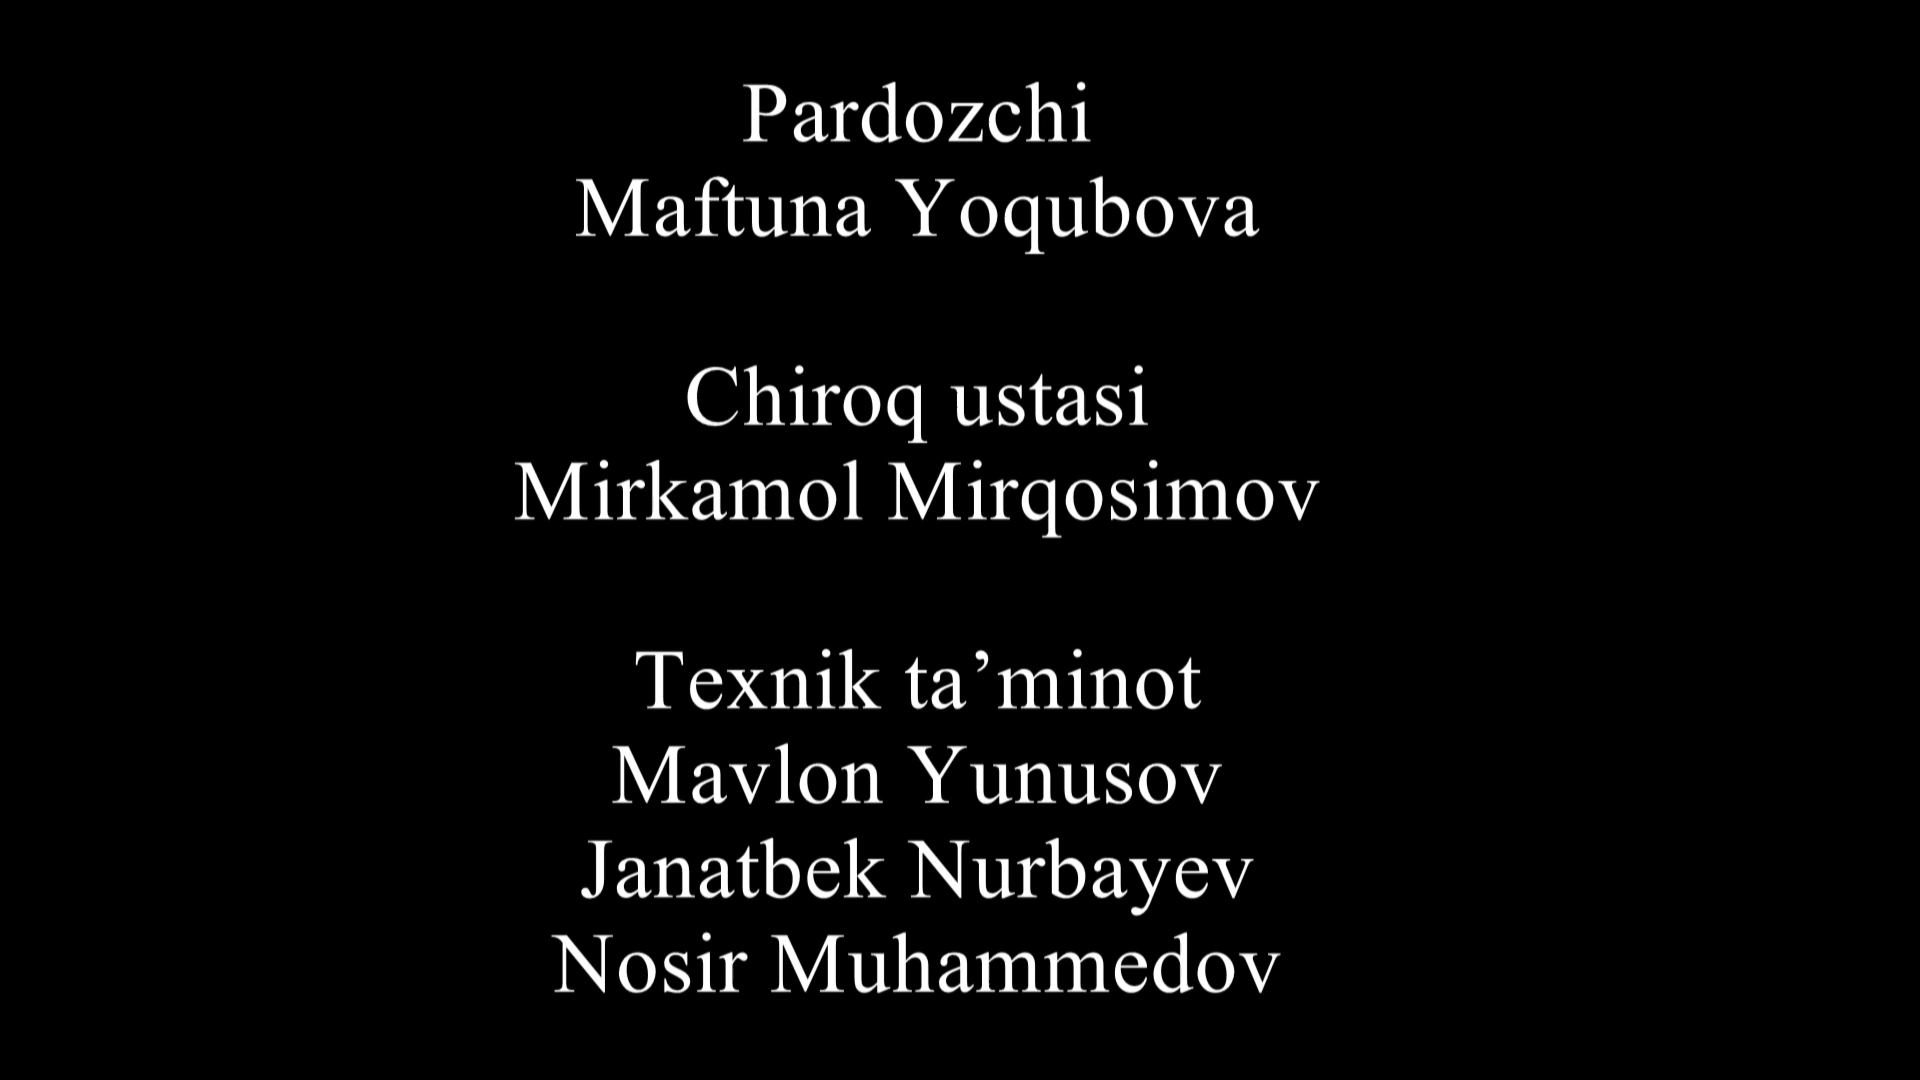 Pardozchi
Maftuna Yoqubova
Chiroq ustasi
Mirkamol Mirqosimov
Texnik ta’minot
Mavlon Yunusov
Janatbek Nurbayev
Nosir Muhammedov